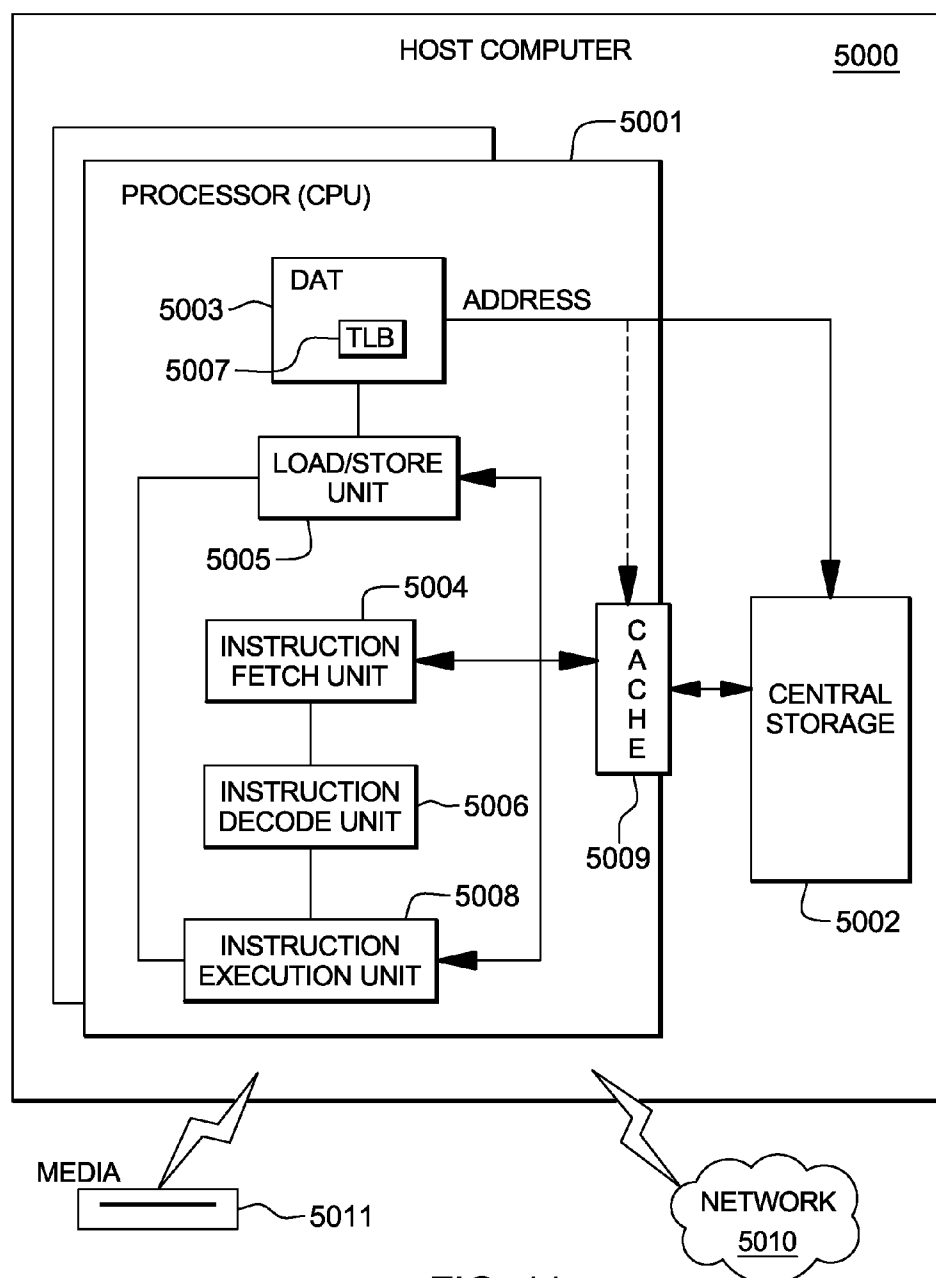 HOST COMPUTER
5000
5001
PROCESSOR (CPU)
DAT
5003
ADDRESS
TLB
5007
LOAD/STORE
UNIT
5005
5004
INSTRUCTION
FETCH UNIT
C
A
C
H
E
CENTRAL
STORAGE
INSTRUCTION
DECODE UNIT
5006
5009
5008
5002
INSTRUCTION
EXECUTION UNIT
MEDIA
5011
NETWORK
5010